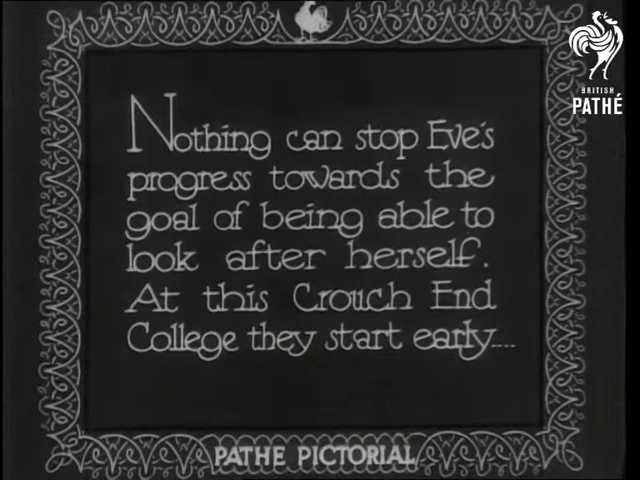 BRITISH
PATHÉ
Nothing can stop Eve's
progress towards the
goal of being able to
look after herself.
At this Crouch End
College they start early....
PATHE PICTORIAL